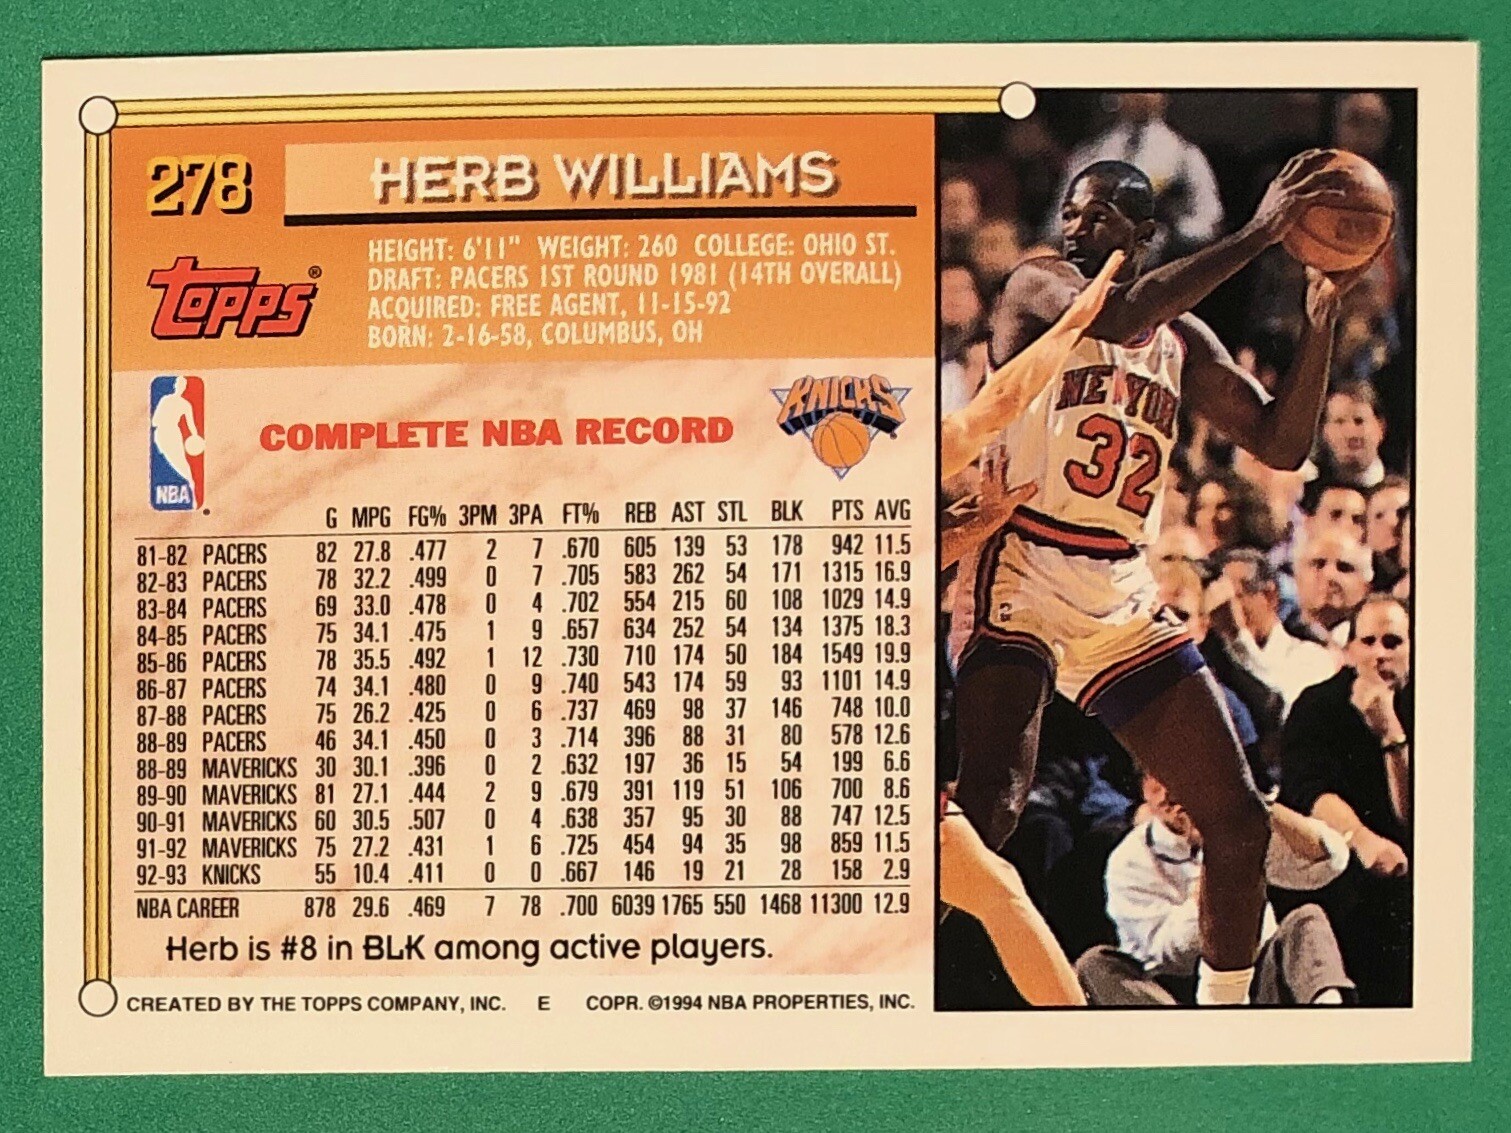 278 HERB WILLIAMS
TOPPS®
HEIGHT: 6'11" WEIGHT: 260 COLLEGE: OHIO ST.
DRAFT: PACERS 1ST ROUND 1981 (14TH OVERALL)
ACQUIRED: FREE AGENT, 11-15-92
BORN: 2-16-58, COLUMBUS, OH
NBA
COMPLETE NBA RECORD
KNICKS
G MPG FG% 3PM 3PA FT% REB AST STL BLK PTS AVG
81-82 PACERS 82 27.8 .477 2 7 .670 605 139 53 178 942 11.5
82-83 PACERS 78 32.2 .499 0 7 .705 583 262 54 171 1315 16.9
83-84 PACERS 69 33.0 .478 0 4 .702 554 215 60 108 1029 14.9
84-85 PACERS 75 34.1 .475 1 9 .657 634 252 54 134 1375 18.3
85-86 PACERS 78 35.5 .492 1 12 .730 710 174 50 184 1549 19.9
86-87 PACERS 74 34.1 .480 0 9 .740 543 174 59 93 1101 14.9
87-88 PACERS 75 26.2 .425 0 6 .737 469 98 37 146 748 10.0
88-89 PACERS 46 34.1 .450 0 3 .714 396 88 31 80 578 12.6
88-89 MAVERICKS 30 30.1 .396 0 2 .632 197 36 15 54 199 6.6
89-90 MAVERICKS 81 27.1 .444 2 9 .679 391 119 51 106 700 8.6
90-91 MAVERICKS 60 30.5 .507 0 4 .638 357 95 30 88 747 12.5
91-92 MAVERICKS 75 27.2 .431 1 6 .725 454 94 35 98 859 11.5
92-93 KNICKS 55 10.4 .411 0 0 .667 146 19 21 28 158 2.9
NBA CAREER 878 29.6 .469 7 78 .700 6039 1765 550 1468 11300 12.9
Herb is #8 in BLK among active players.
CREATED BY THE TOPPS COMPANY, INC. E COPR. ©1994 NBA PROPERTIES, INC.
NEW YORK
32